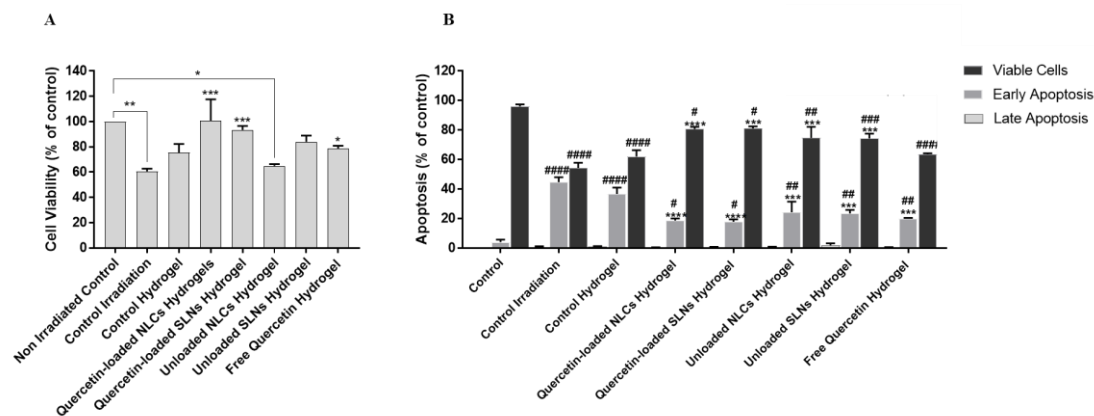 A
Cell Viability (% of control)
140
120
100
80
60
40
20
0
*
**
***
***
*
Non Irradiated Control
Control Irradiation
Control Hydrogel
Quercetin-loaded NLCs Hydrogels
Quercetin-loaded SLNs Hydrogel
Unloaded NLCs Hydrogel
Unloaded SLNs Hydrogel
Free Quercetin Hydrogel
B
Apoptosis (% of control)
120
100
80
60
40
20
0
####
####
####
####
#
****
#
****
#
****
#
***
##
***
##
***
##
***
###
***
##
***
####
Control
Control Irradiation
Control Hydrogel
Quercetin-loaded NLCs Hydrogel
Quercetin-loaded SLNs Hydrogel
Unloaded NLCs Hydrogel
Unloaded SLNs Hydrogel
Free Quercetin Hydrogel
Viable Cells
Early Apoptosis
Late Apoptosis